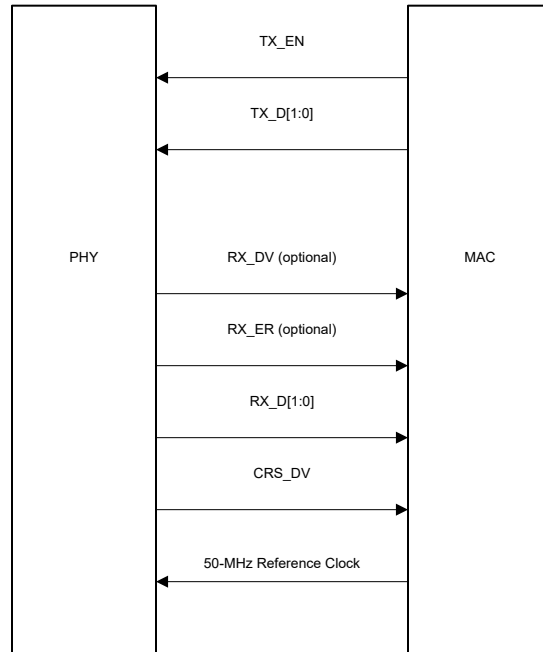 TX_EN
TX_D[1:0]
PHY
RX_DV (optional)
MAC
RX_ER (optional)
RX_D[1:0]
CRS_DV
50-MHz Reference Clock